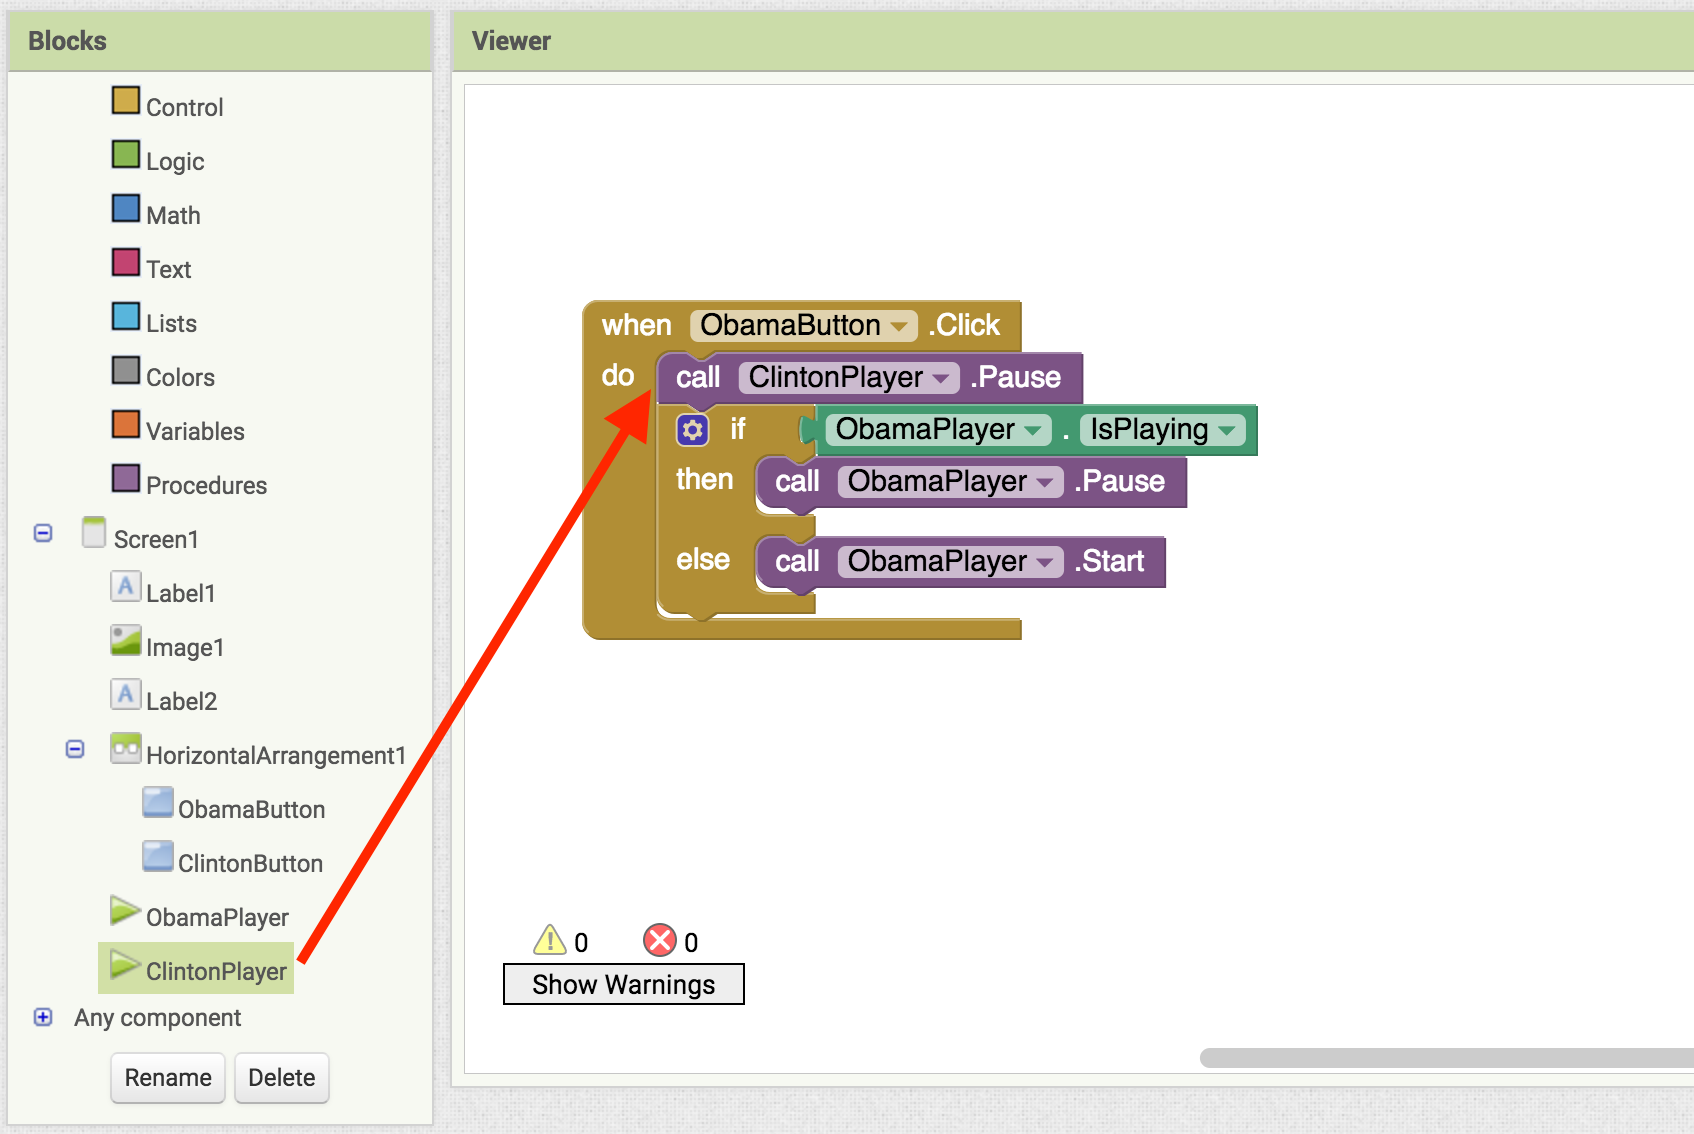 Blocks
Control
Logic
Math
Text
Lists
Colors
Variables
Procedures
Screen1
Label1
Image1
Label2
HorizontalArrangement1
ObamaButton
ClintonButton
ObamaPlayer
ClintonPlayer
Any component
Rename Delete
Viewer
when ObamaButton .Click
do call ClintonPlayer .Pause
if ObamaPlayer . IsPlaying
then call ObamaPlayer .Pause
else call ObamaPlayer .Start
0 0
Show Warnings